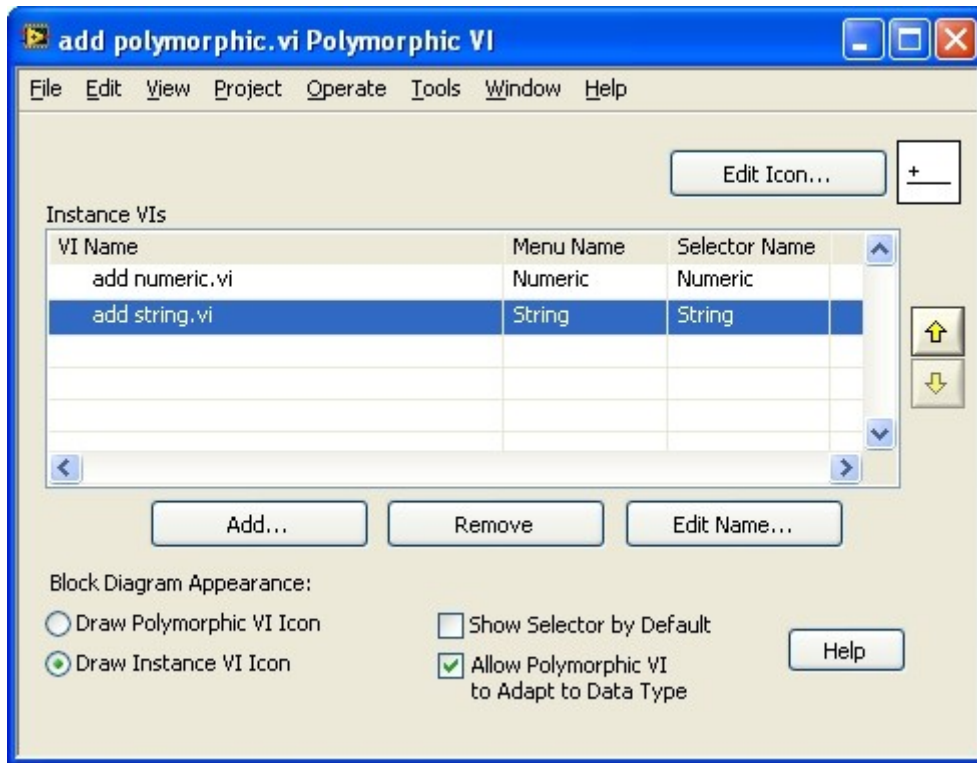 add polymorphic.vi Polymorphic VI
File Edit View Project Operate Tools Window Help
Edit Icon...
+
Instance VIs
VI Name Menu Name Selector Name
add numeric.vi Numeric Numeric
add string.vi String String
Add... Remove Edit Name...
Block Diagram Appearance:
Draw Polymorphic VI Icon
Draw Instance VI Icon
Show Selector by Default
Allow Polymorphic VI
to Adapt to Data Type
Help